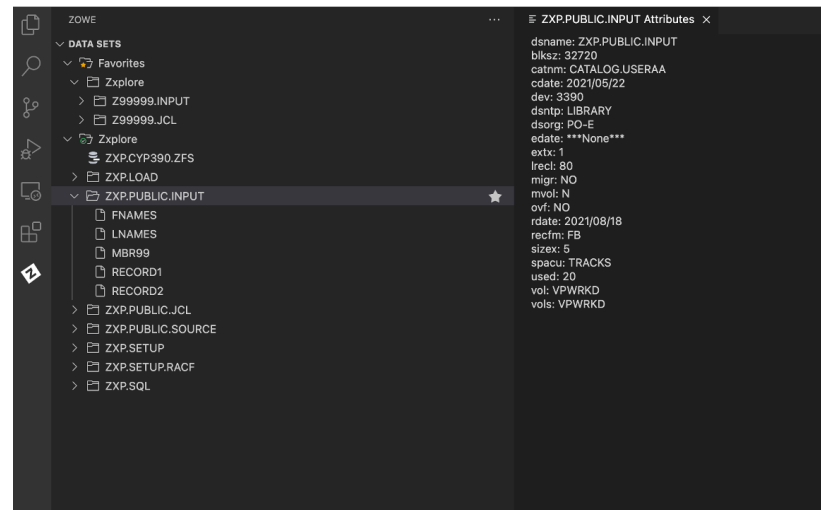 ZOWE
DATA SETS
Favorites
Zxplore
Z99999.INPUT
Z99999.JCL
Zxplore
ZXP.CYP390.ZFS
ZXP.LOAD
ZXP.PUBLIC.INPUT
FNAMES
LNAMES
MBR99
RECORD1
RECORD2
ZXP.PUBLIC.JCL
ZXP.PUBLIC.SOURCE
ZXP.SETUP
ZXP.SETUP.RACF
ZXP.SQL
ZXP.PUBLIC.INPUT Attributes
dsname: ZXP.PUBLIC.INPUT
blksz: 32720
catnm: CATALOG.USERAA
cdate: 2021/05/22
dev: 3390
dsntp: LIBRARY
dsorg: PO-E
edate: ***None***
extx: 1
lrecl: 80
migr: NO
mvol: N
ovf: NO
rdate: 2021/08/18
recfm: FB
sizex: 5
spacu: TRACKS
used: 20
vol: VPWRKD
vols: VPWRKD